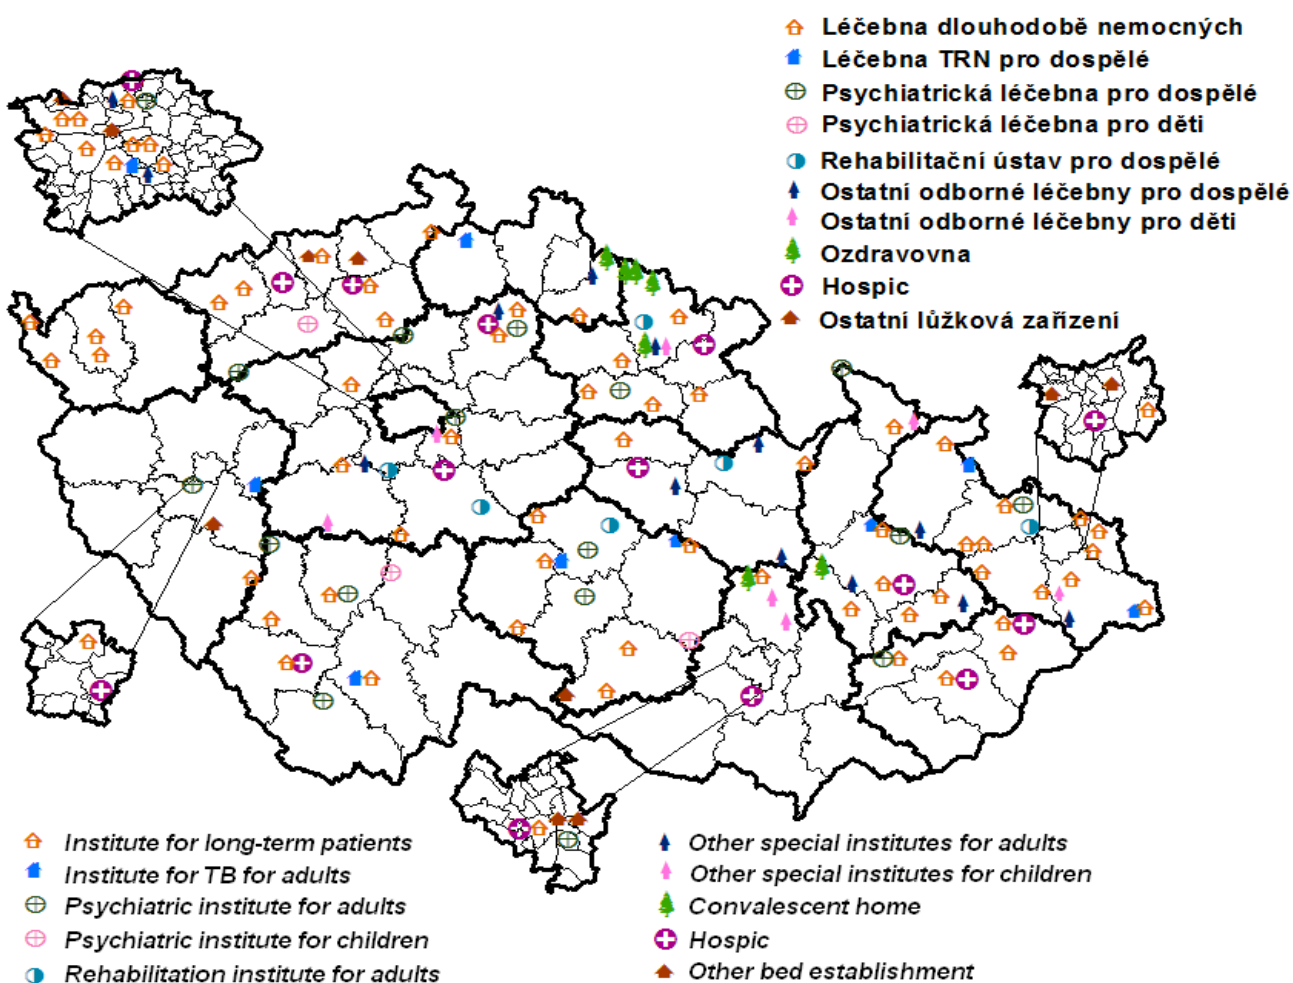 Léčebna dlouhodobě nemocných
Léčebna TRN pro dospělé
Psychiatrická léčebna pro dospělé
Psychiatrická léčebna pro děti
Rehabilitační ústav pro dospělé
Ostatní odborné léčebny pro dospělé
Ostatní odborné léčebny pro děti
Ozdravovna
Hospic
Ostatní lůžková zařízení
Institute for long-term patients
Institute for TB for adults
Psychiatric institute for adults
Psychiatric institute for children
Rehabilitation institute for adults
Other special institutes for adults
Other special institutes for children
Convalescent home
Hospic
Other bed establishment